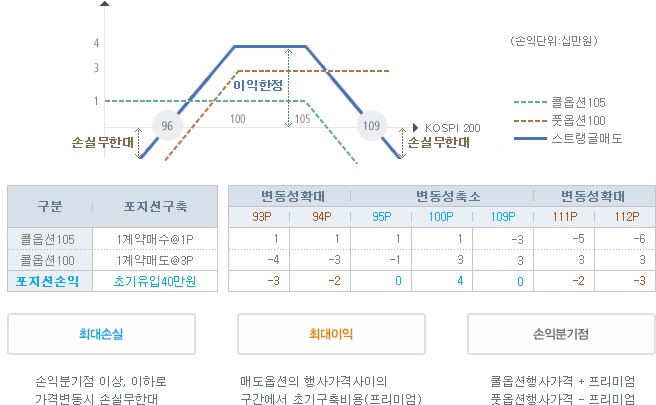 4
3
1
이익한정
96
100
105
109
KOSPI 200
손실무한대
손실무한대
(손익단위:십만원)
콜옵션105
풋옵션100
스트랭글매도
구분 포지션구축 변동성확대 변동성축소 변동성확대
93P 94P 95P 100P 109P 111P 112P
콜옵션105 1계약매수@1P 1 1 1 1 -3 -5 -6
콜옵션100 1계약매도@3P -4 -3 -1 3 3 3 3
포지션손익 초기유입40만원 -3 -2 0 4 0 -2 -3
최대손실
손익분기점 이상, 이하로
가격변동시 손실무한대
최대이익
매도옵션의 행사가격사이의
구간에서 초기구축비용(프리미엄)
손익분기점
쿨옵션행사가격 + 프리미엄
풋옵션행사가격 - 프리미엄